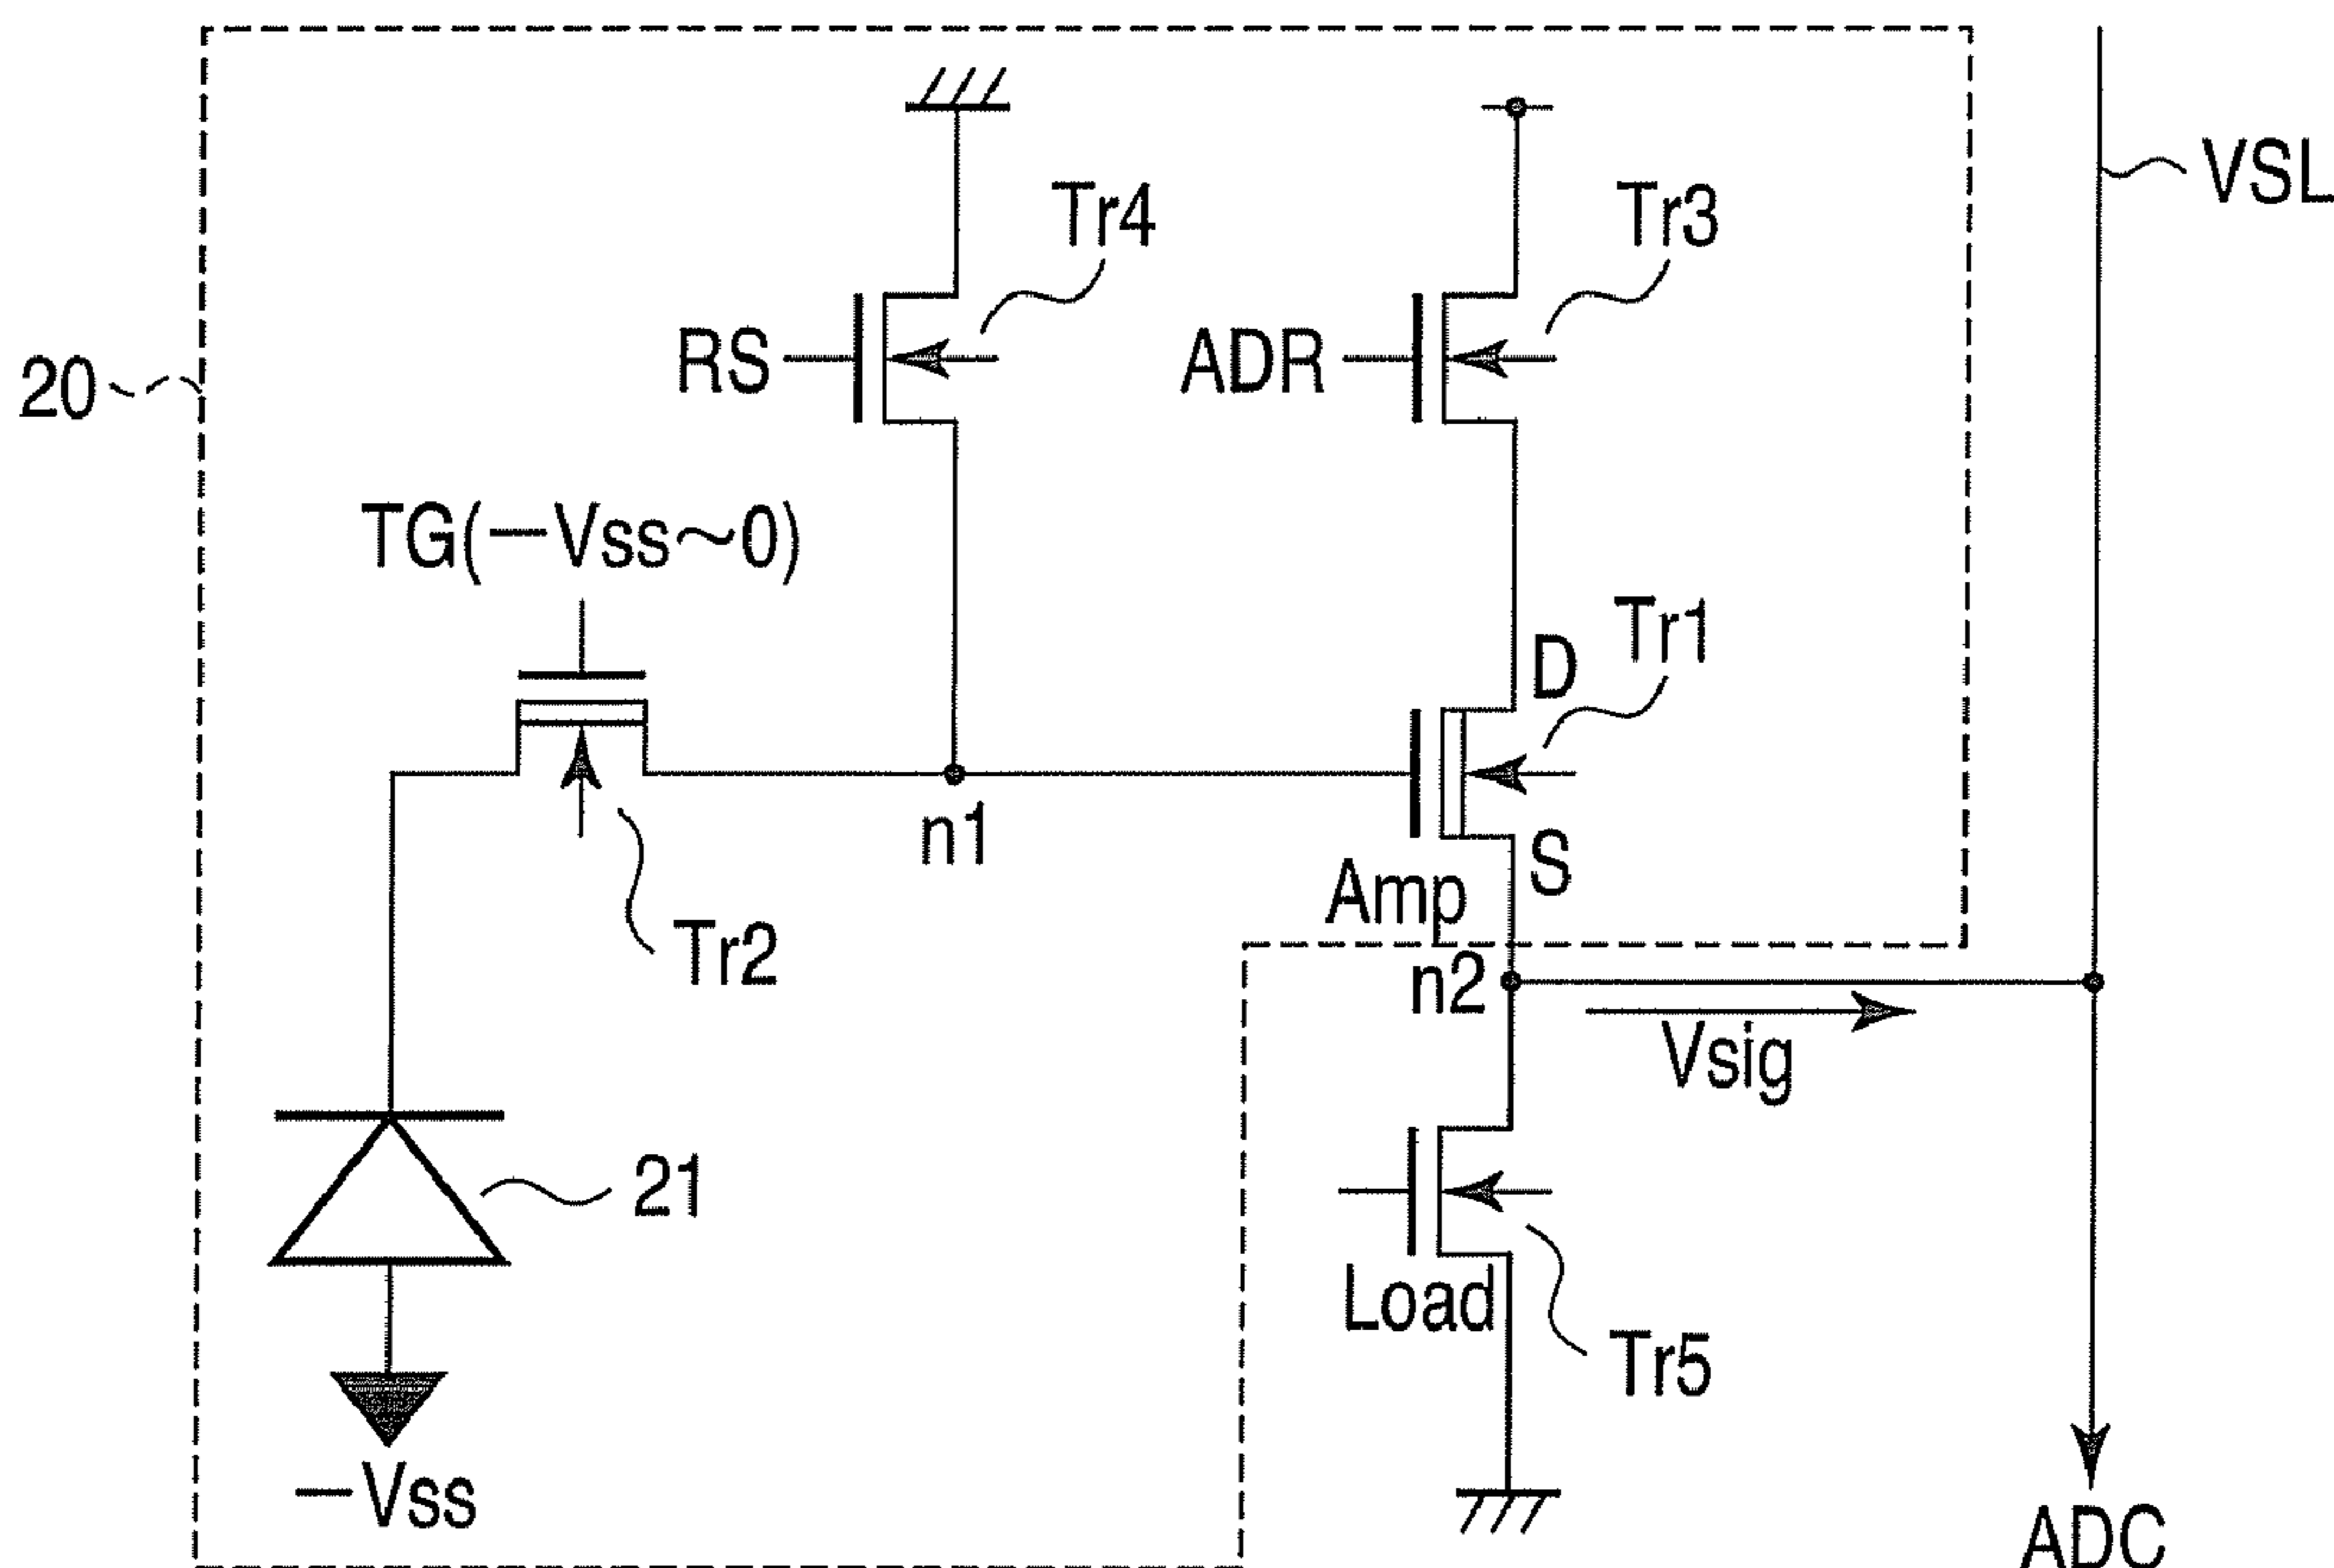 VSL
Tr4
Tr3
RS
ADR
20
TG(−Vss~0)
Tr1
D
n1
S
Amp
Tr2
n2
Vsig
21
Load
Tr5
−Vss
ADC